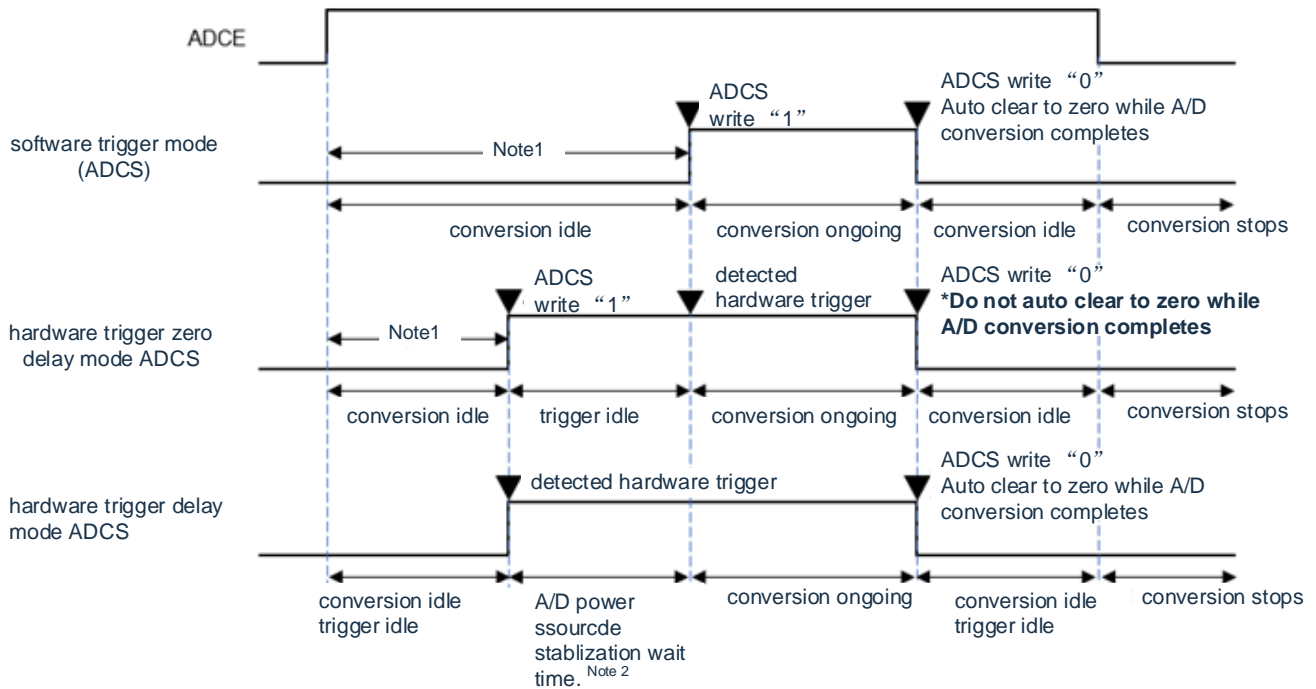 ADCE
ADCS
write “1”
ADCS write “0”
Auto clear to zero while A/D
conversion completes
software trigger mode
(ADCS)
Note1
conversion idle
conversion ongoing
conversion idle
conversion stops
ADCS
write “1”
detected
hardware trigger
ADCS write “0”
*Do not auto clear to zero while
A/D conversion completes
hardware trigger zero
delay mode ADCS
Note1
conversion idle
trigger idle
conversion ongoing
conversion idle
conversion stops
detected hardware trigger
ADCS write “0”
Auto clear to zero while A/D
conversion completes
hardware trigger delay
mode ADCS
conversion idle
trigger idle
A/D power
ssourcde
stablization wait
time. Note 2
conversion ongoing
conversion idle
trigger idle
conversion stops